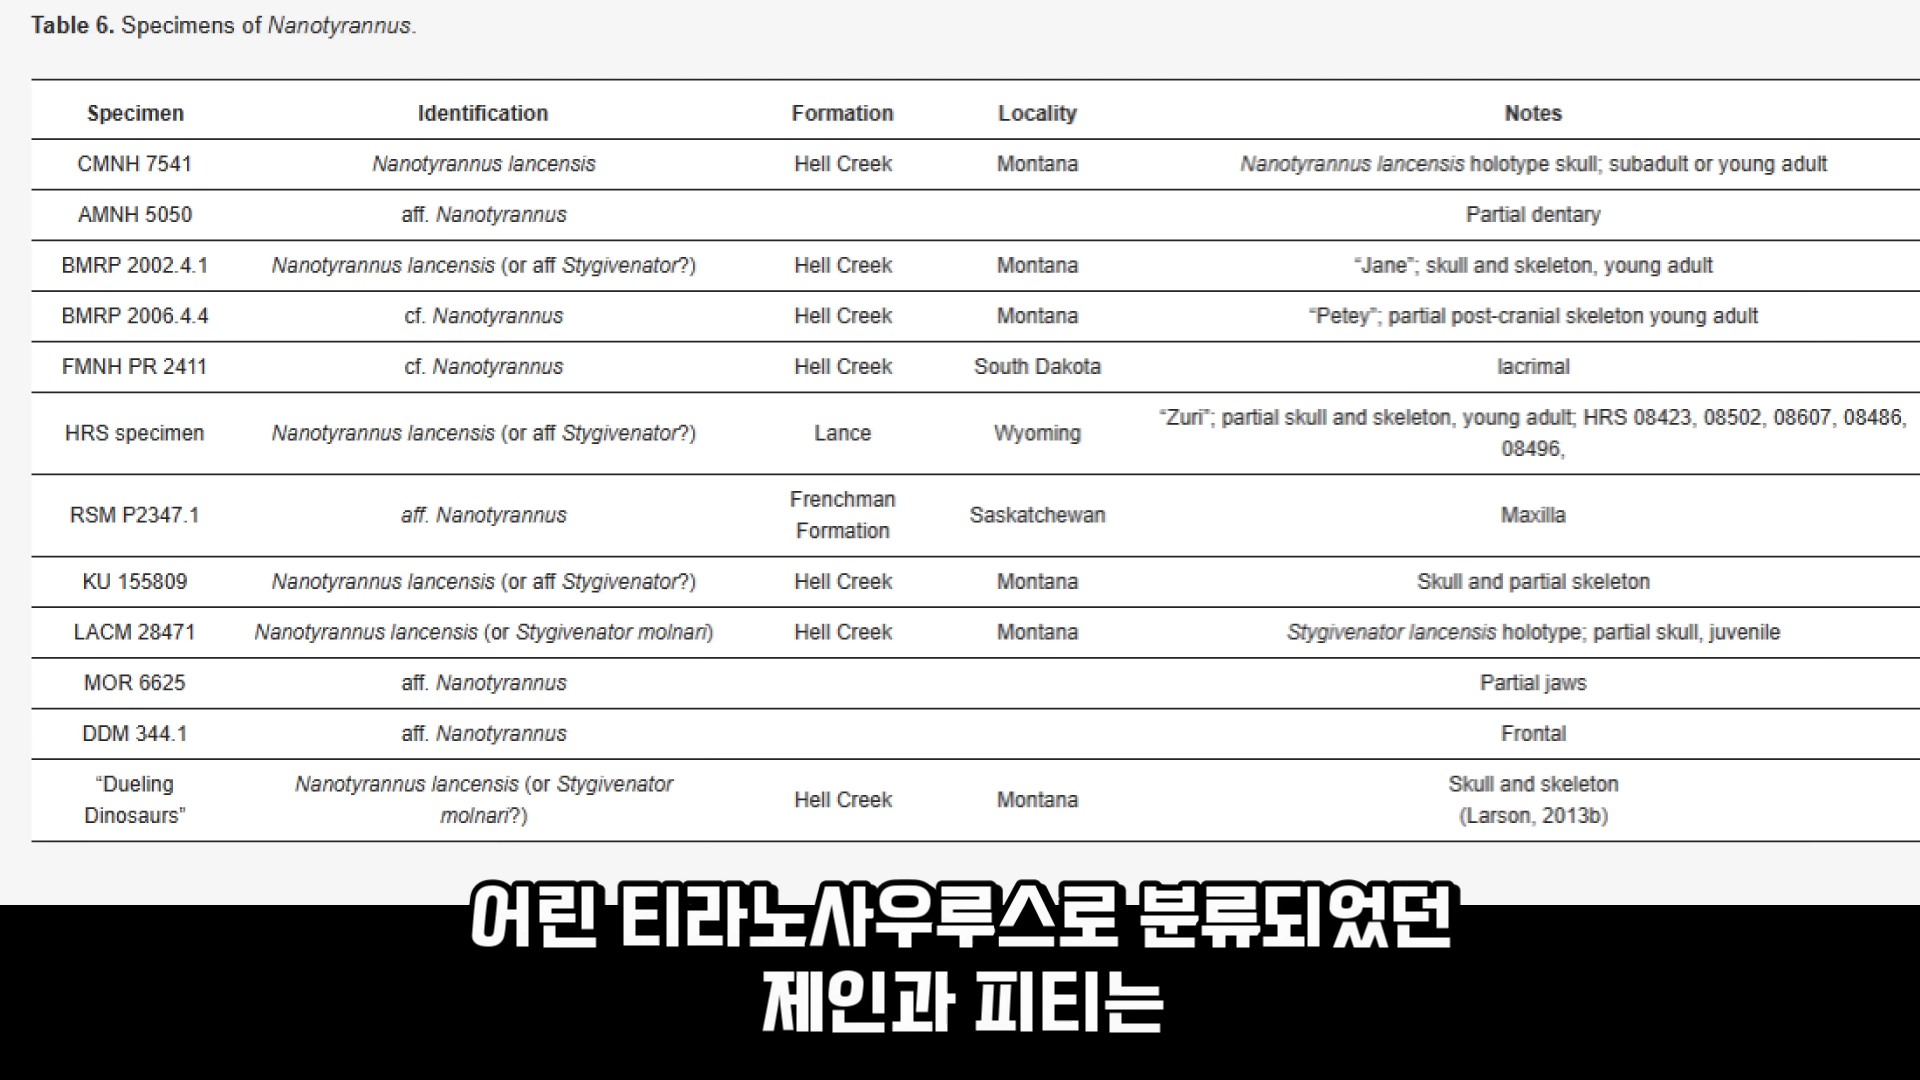 Table 6. Specimens of Nanotyrannus.
Specimen Identification Formation Locality Notes
CMNH 7541 Nanotyrannus lancensis Hell Creek Montana Nanotyrannus lancensis holotype skull; subadult or young adult
AMNH 5050 aff. Nanotyrannus Partial dentary
BMRP 2002.4.1 Nanotyrannus lancensis (or aff Stygivenator?) Hell Creek Montana “Jane”; skull and skeleton, young adult
BMRP 2006.4.4 cf. Nanotyrannus Hell Creek Montana “Petey”; partial post-cranial skeleton young adult
FMNH PR 2411 cf. Nanotyrannus Hell Creek South Dakota lacrimal
HRS specimen Nanotyrannus lancensis (or aff Stygivenator?) Lance Wyoming “Zuri”; partial skull and skeleton, young adult; HRS 08423, 08502, 08607, 08486,
08496,
RSM P2347.1 aff. Nanotyrannus Frenchman
Formation Saskatchewan Maxilla
KU 155809 Nanotyrannus lancensis (or aff Stygivenator?) Hell Creek Montana Skull and partial skeleton
LACM 28471 Nanotyrannus lancensis (or Stygivenator molnari) Hell Creek Montana Stygivenator lancensis holotype; partial skull, juvenile
MOR 6625 aff. Nanotyrannus Partial jaws
DDM 344.1 aff. Nanotyrannus Frontal
“Dueling
Dinosaurs” Nanotyrannus lancensis (or Stygivenator
molnari?) Hell Creek Montana Skull and skeleton
(Larson, 2013b)
어린 티라노사우루스로 분류되었던
제인과 피티는